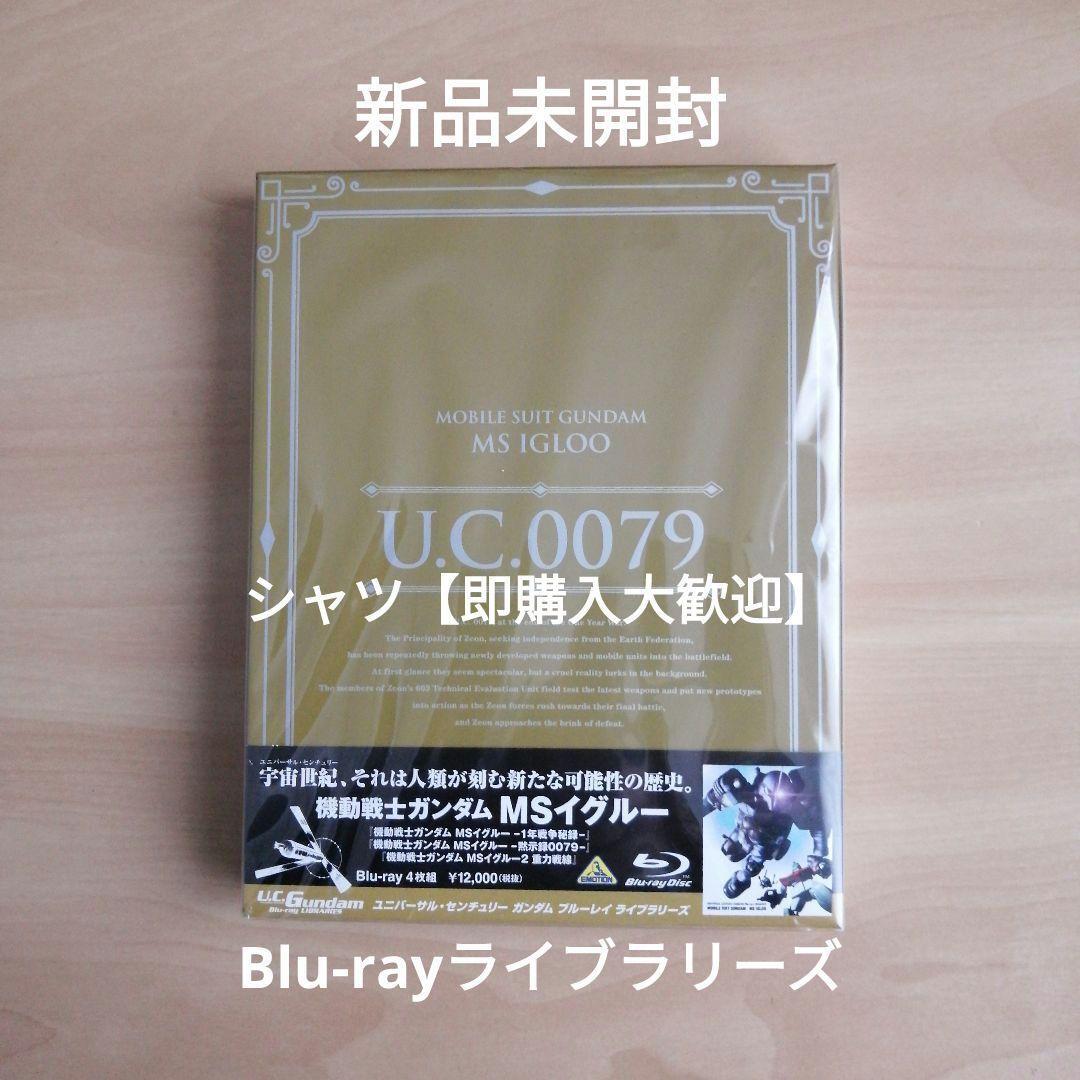 新品未開封
MOBILE SUIT GUNDAM
MS IGLOO
U.C.0079
シャツ【即購入大歓迎】
The Principality of Zeon, seeking independence from the Earth Federation,
has been repeatedly throwing newly developed weapons and mobile units into the battlefield.
At first glance they seem spectacular, but a cruel reality lurks in the background.
The members of Zeon's 603 Technical Evaluation Unit field test the latest weapons and put new prototypes
into action as the Zeon forces rush towards their final battle,
and Zeon approaches the brink of defeat.
ユニバーサル・センチュリー
宇宙世紀、それは人類が刻む新たな可能性の歴史。
機動戦士ガンダム MSイグルー
『機動戦士ガンダム MSイグルー -1年戦争秘録-』
『機動戦士ガンダム MSイグルー -黙示録0079-』
『機動戦士ガンダム MSイグルー2 重力戦線』
Blu-ray 4枚組 ¥12,000(税抜)
EMOTION
Blu-ray Disc
U.C.Gundam
Blu-ray LIBRARIES
ユニバーサル・センチュリー ガンダム ブルーレイ ライブラリーズ
MOBILE SUIT GUNDAM MS IGLOO
Blu-rayライブラリーズ